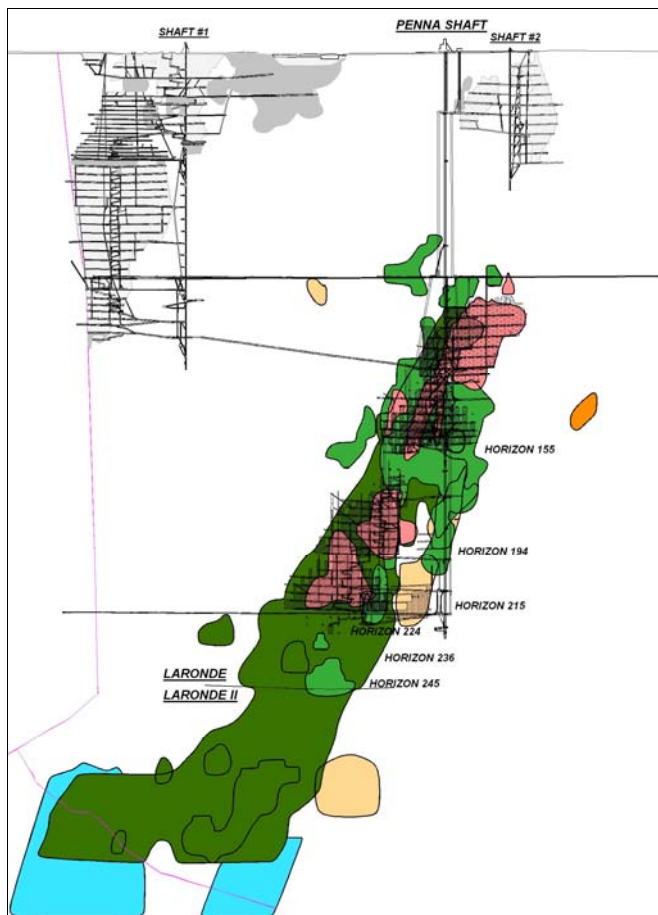 PENNA SHAFT
SHAFT #1
SHAFT #2
HORIZON 155
HORIZON 194
HORIZON 215
HORIZON 224
HORIZON 236
LARONDE
HORIZON 245
LARONDE II